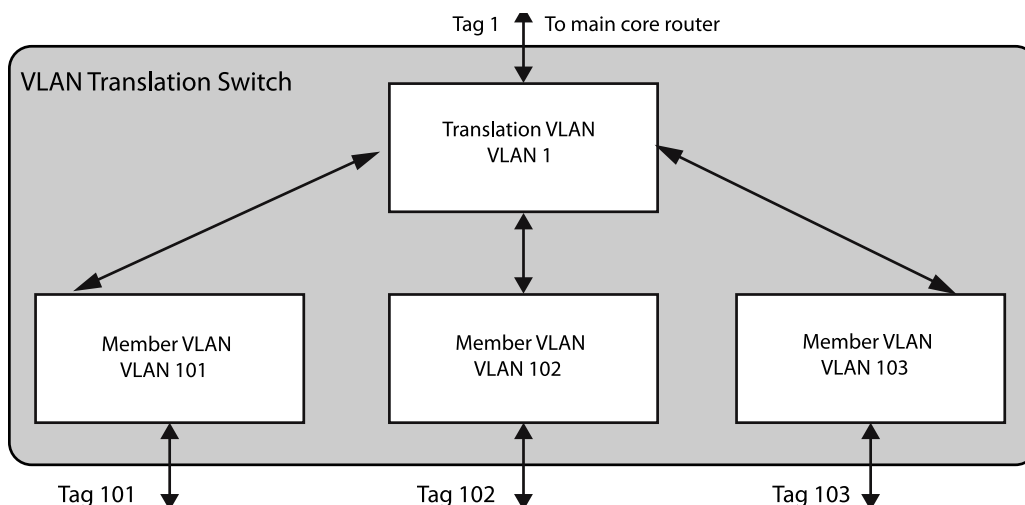 Tag 1
To main core router
VLAN Translation Switch
Translation VLAN
VLAN 1
Member VLAN
VLAN 101
Member VLAN
VLAN 102
Member VLAN
VLAN 103
Tag 101
Tag 102
Tag 103